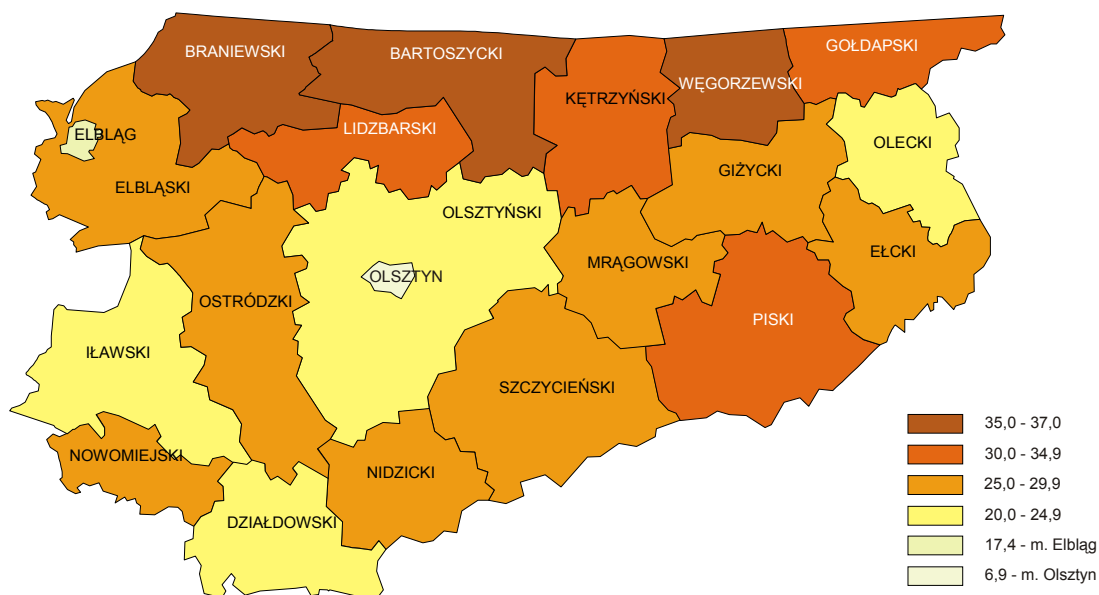 BRANIEWSKI
BARTOSZYCKI
GOŁDAPSKI
WĘGORZEWSKI
KĘTRZYŃSKI
LIDZBARSKI
ELBLĄG
OLECKI
GIŻYCKI
ELBLĄSKI
OLSZTYŃSKI
EŁCKI
MRĄGOWSKI
OLSZTYN
OSTRÓDZKI
PISKI
IŁAWSKI
SZCZYCIEŃSKI
NOWOMIEJSKI
NIDZICKI
DZIAŁDOWSKI
35,0 - 37,0
30,0 - 34,9
25,0 - 29,9
20,0 - 24,9
17,4 - m. Elbląg
6,9 - m. Olsztyn